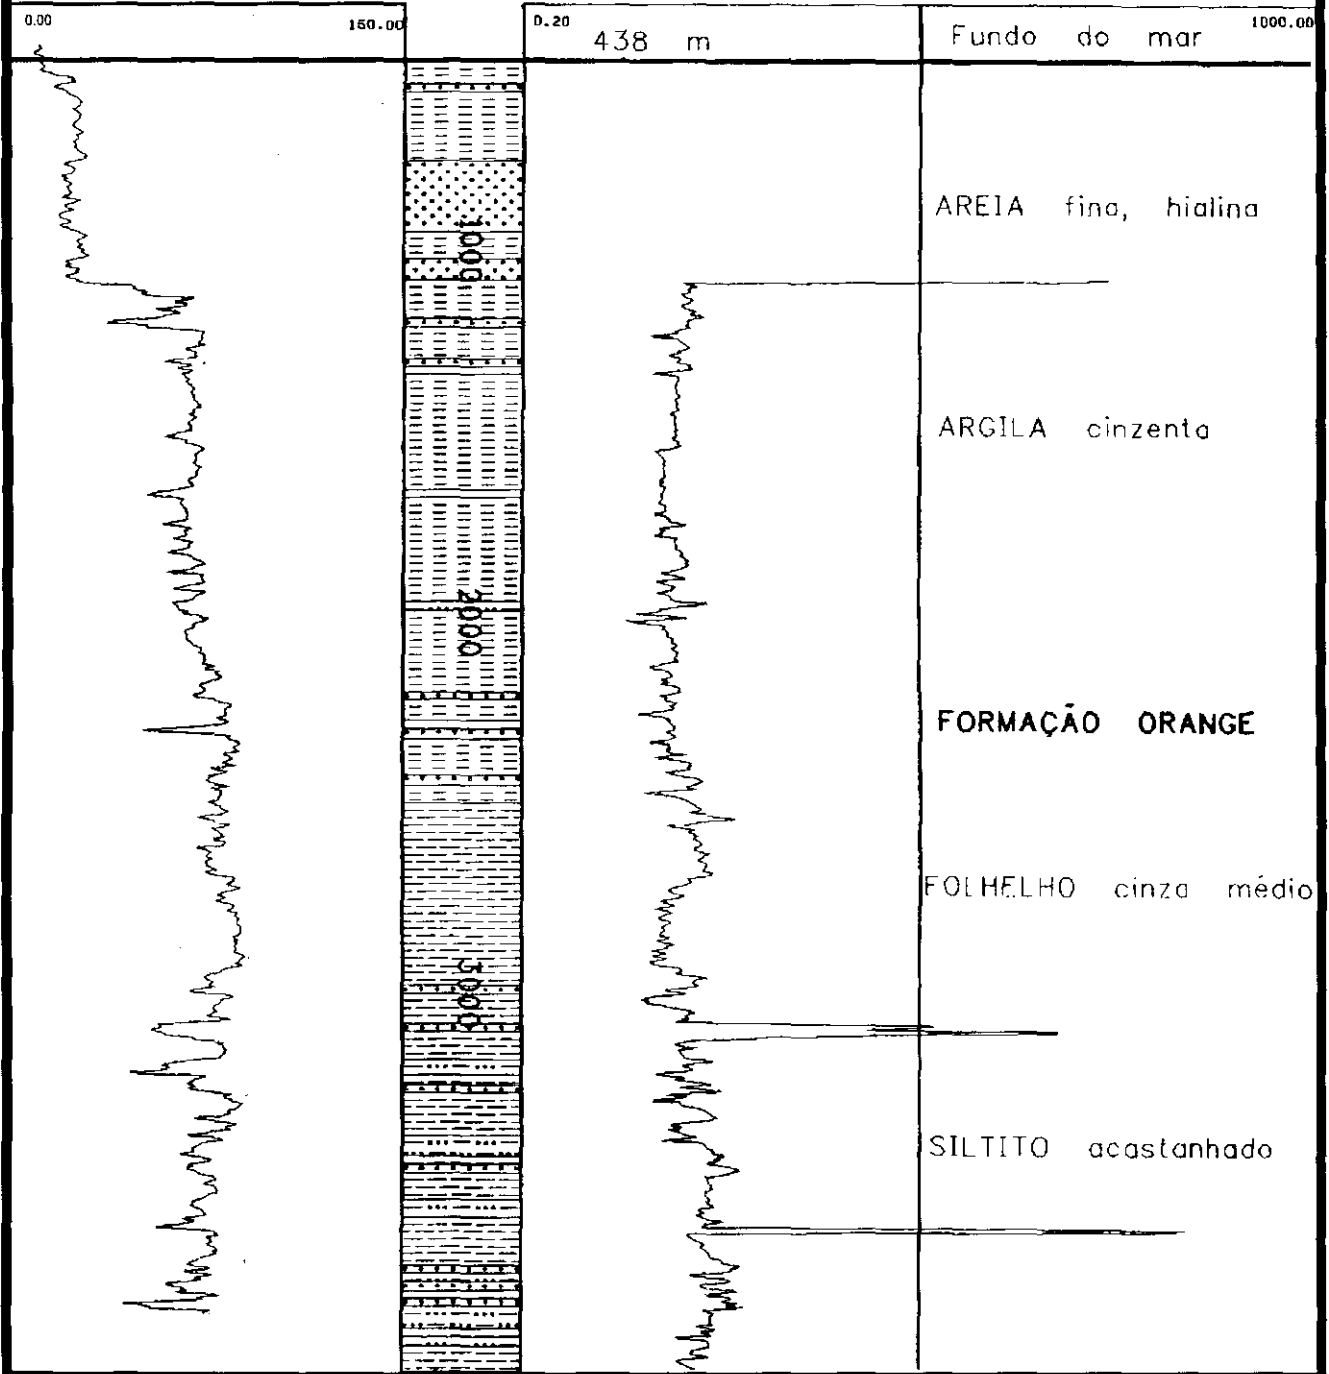 0.00 150.00 0.20 1000.00
438 m Fundo do mar
AREIA fina, hialina
1000
ARGILA cinzenta
2000
FORMAÇÃO ORANGE
FOLHELHO cinza médio
3000
SILTITO acastanhado